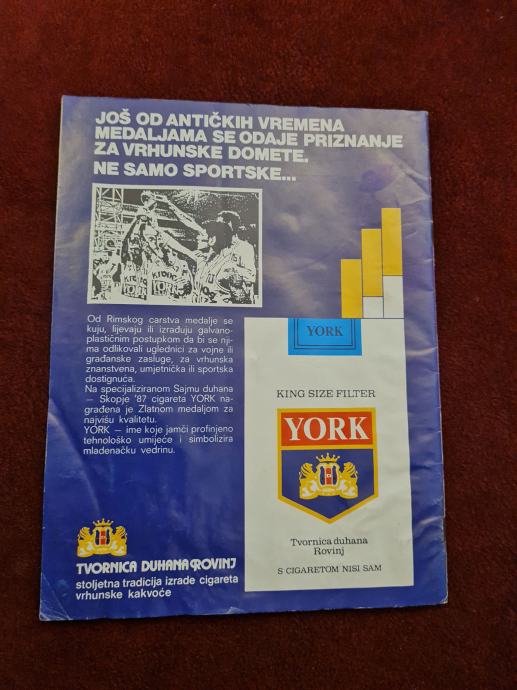 JOŠ OD ANTIČKIH VREMENA
MEDALJAMA SE ODAJE PRIZNANJE
ZA VRHUNSKE DOMETE.
NE SAMO SPORTSKE...
Od Rimskog carstva medalje se
kuju, lijevaju ili izrađuju galvano-
plastičnim postupkom da bi se nji-
ma odlikovali uglednici za vojne ili
građanske zasluge, za vrhunska
znanstvena, umjetnička ili sportska
dostignuća.
Na specijaliziranom Sajmu duhana
— Skopje '87 cigareta YORK na-
građena je Zlatnom medaljom za
najvišu kvalitetu.
YORK — ime koje jamči profinjeno
tehnološko umijeće i simbolizira
mladenačku vedrinu.
YORK
KING SIZE FILTER
YORK
Tvornica duhana
Rovinj
S CIGARETOM NISI SAM
TVORNICA DUHANA ROVINJ
stoljetna tradicija izrade cigareta
vrhunske kakvoće